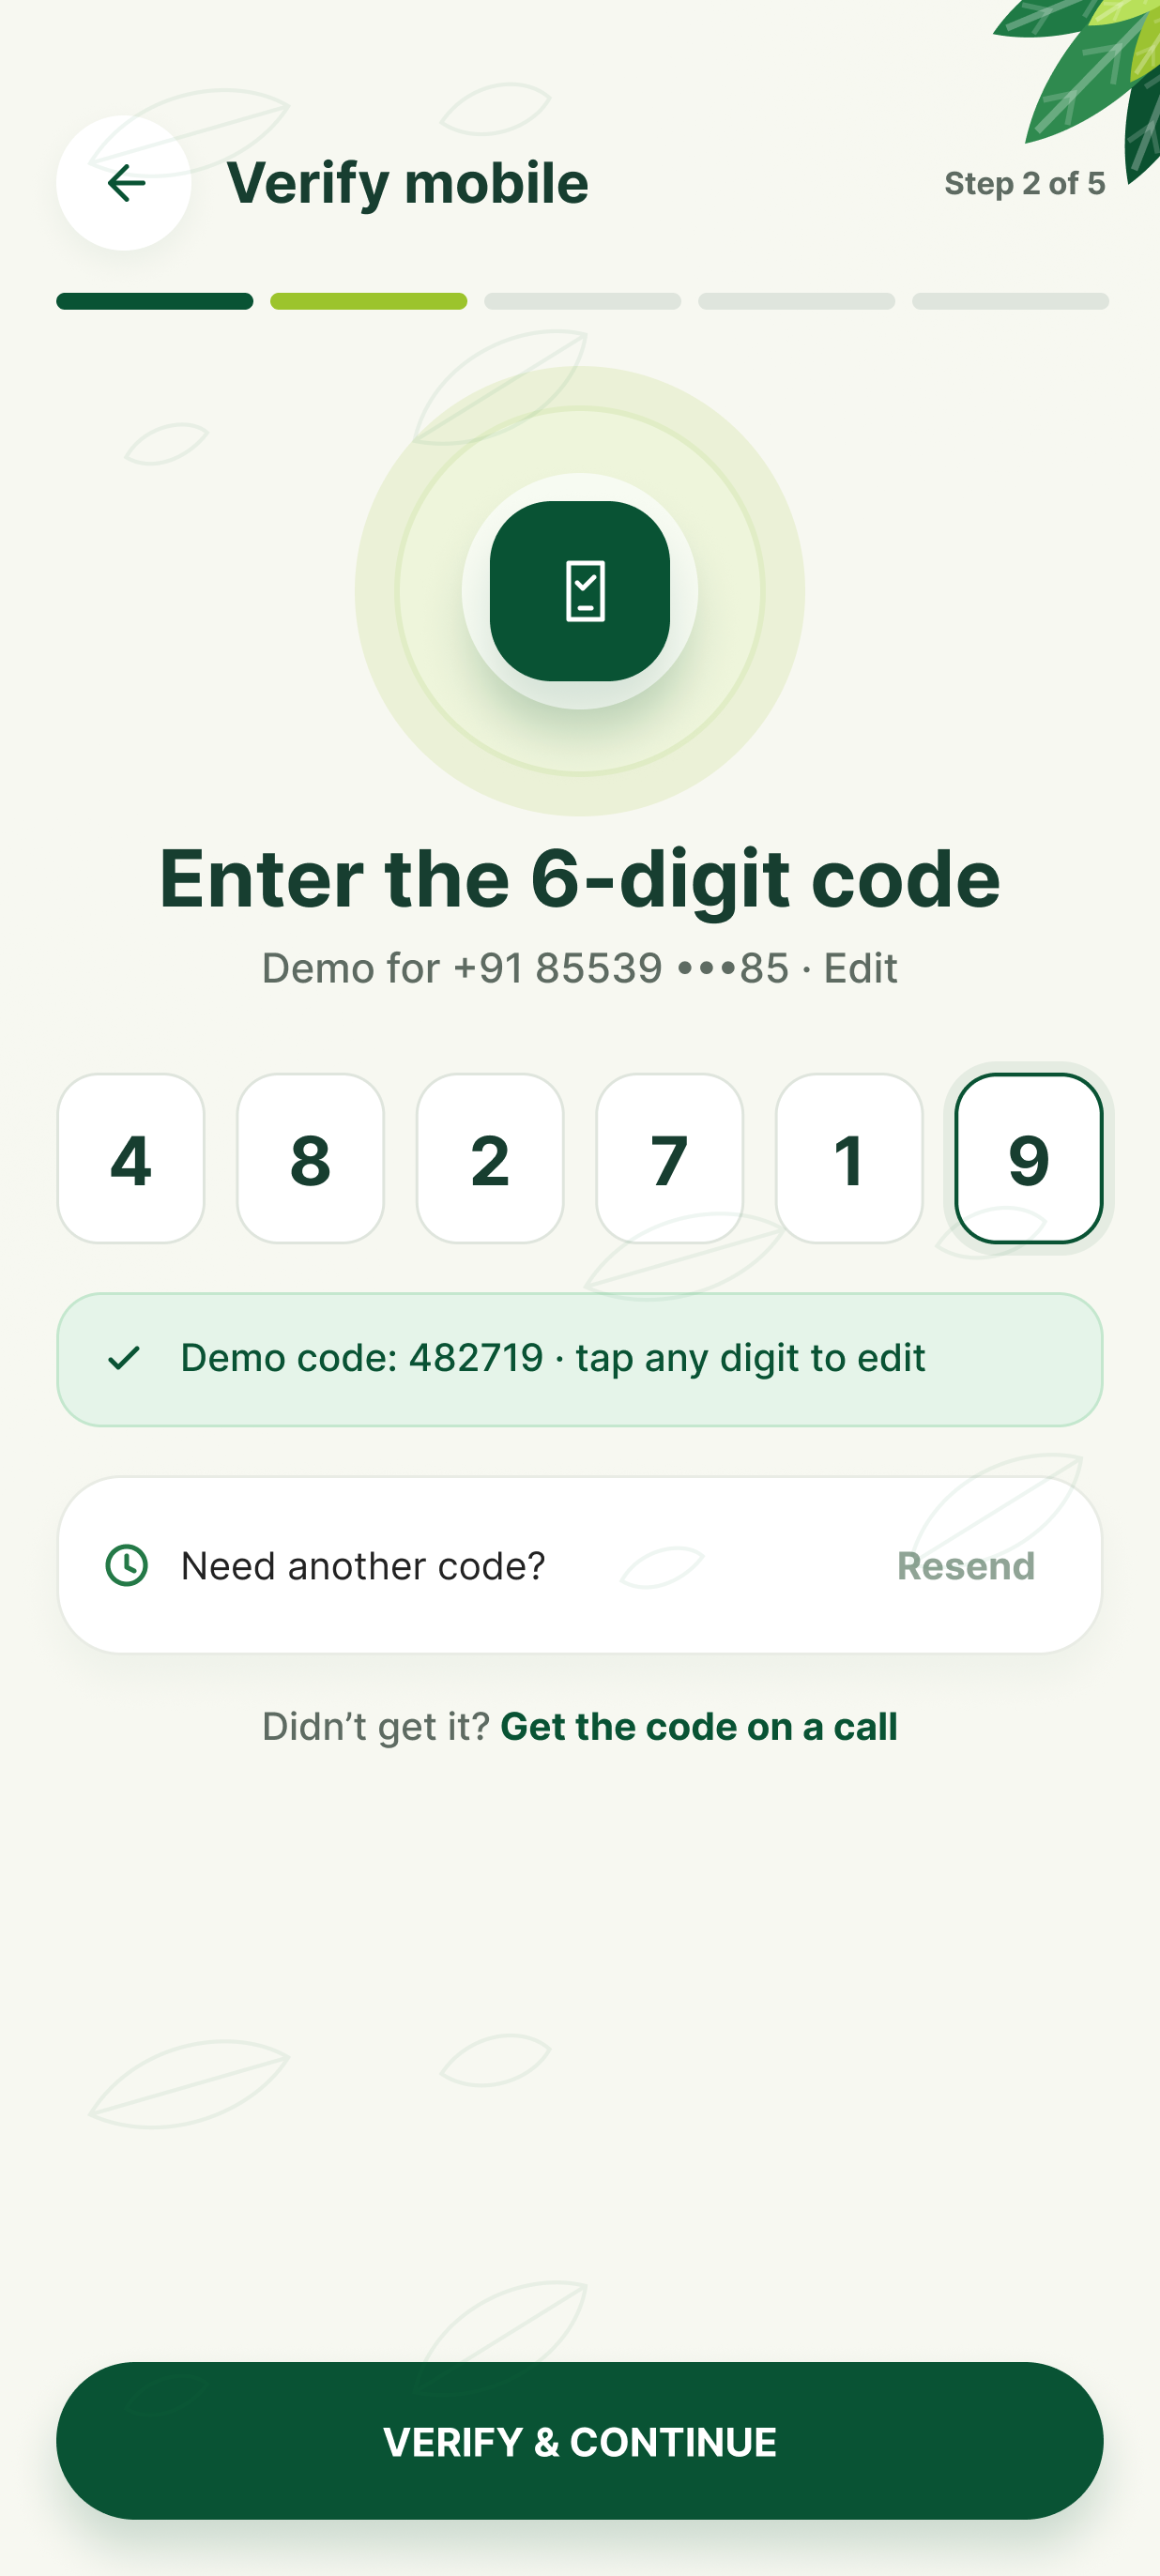 Verify mobile
Step 2 of 5
Enter the 6-digit code
Demo for +91 85539 •••85 · Edit
4 8 2 7 1 9
Demo code: 482719 · tap any digit to edit
Need another code? Resend
Didn’t get it? Get the code on a call
VERIFY & CONTINUE